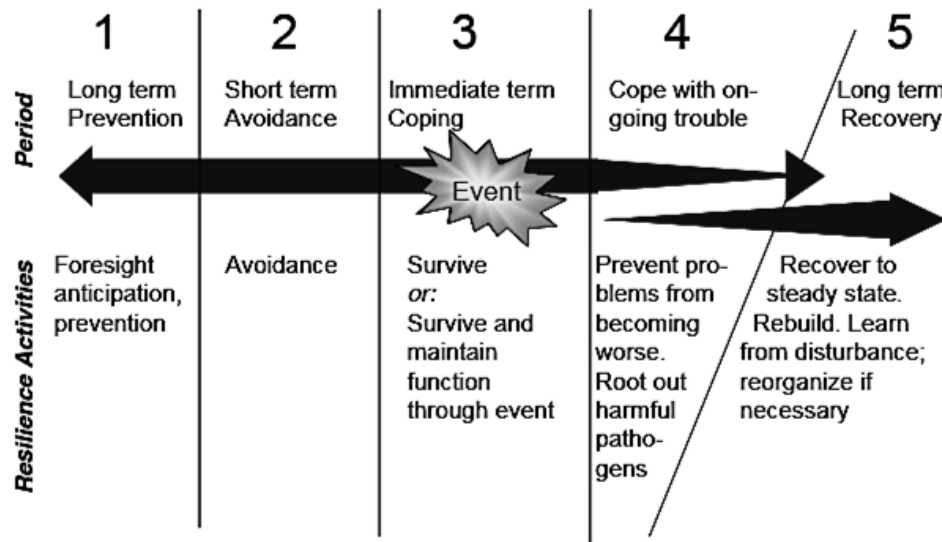 1
2
3
4
5
Period
Long term
Prevention
Short term
Avoidance
Immediate term
Coping
Cope with on-
going trouble
Long term
Recovery
Event
Resilience Activities
Foresight
anticipation,
prevention
Avoidance
Survive
or:
Survive and
maintain
function
through event
Prevent pro-
blems from
becoming
worse.
Root out
harmful
patho-
gens
Recover to
steady state.
Rebuild. Learn
from disturbance;
reorganize if
necessary